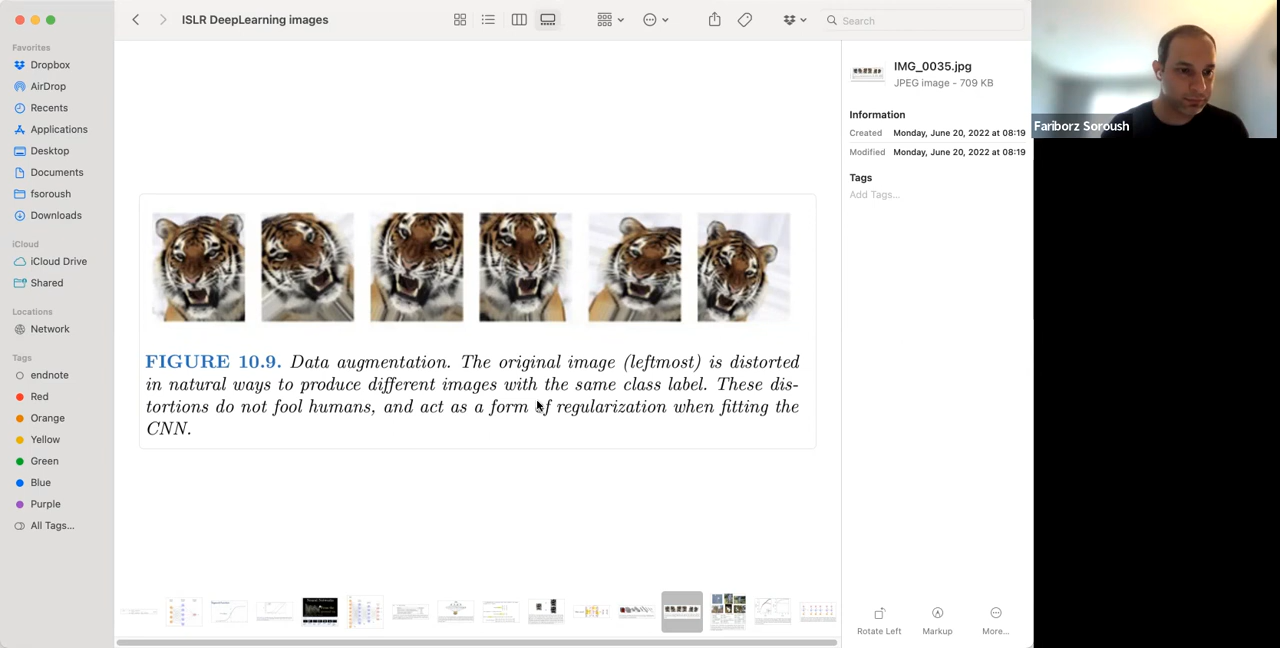 ISLR DeepLearning images
Search
Favorites
Dropbox
AirDrop
Recents
Applications
Desktop
Documents
fsoroush
Downloads
iCloud
iCloud Drive
Shared
Locations
Network
Tags
endnote
Red
Orange
Yellow
Green
Blue
Purple
All Tags...
FIGURE 10.9. Data augmentation. The original image (leftmost) is distorted
in natural ways to produce different images with the same class label. These dis-
tortions do not fool humans, and act as a form of regularization when fitting the
CNN.
IMG_0035.jpg
JPEG image - 709 KB
Information
Created Monday, June 20, 2022 at 08:19
Modified Monday, June 20, 2022 at 08:19
Tags
Add Tags...
Rotate Left
Markup
More...
Fariborz Soroush